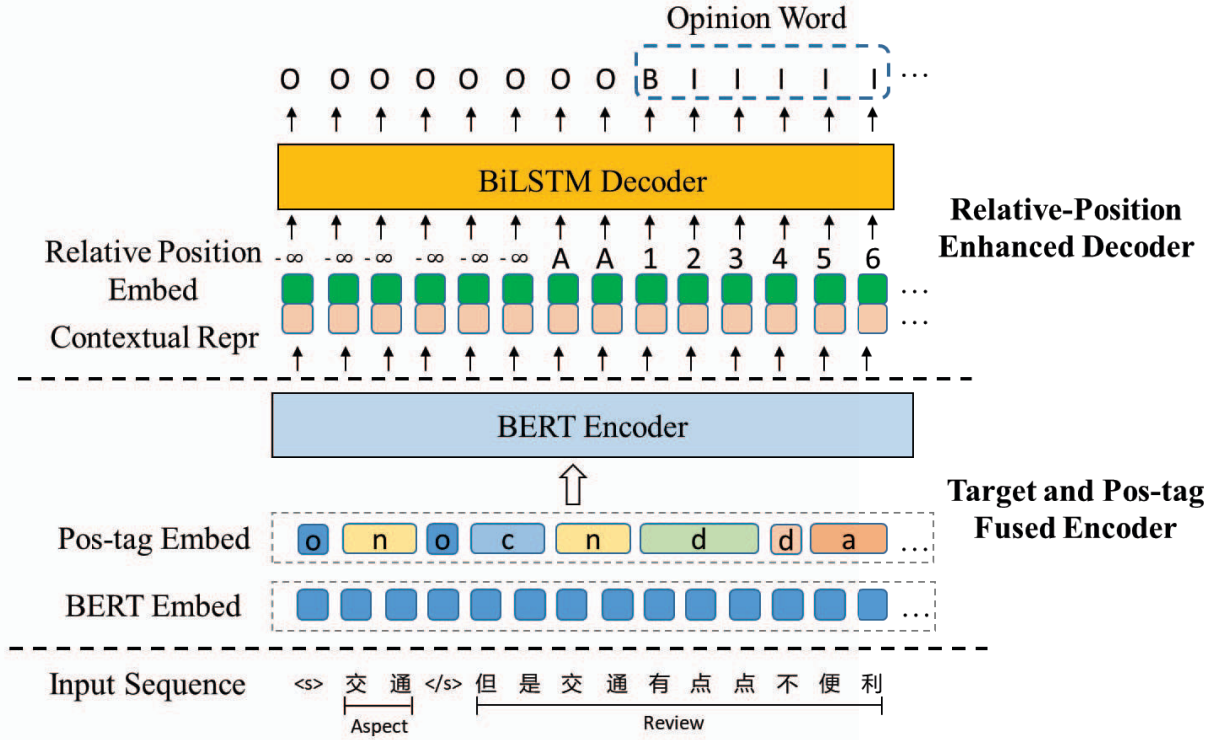 Opinion Word
O O O O O O O O B I I I I I ...
BiLSTM Decoder
Relative-Position
Enhanced Decoder
Relative Position
Embed
-∞ -∞ -∞ -∞ -∞ -∞ A A 1 2 3 4 5 6
...
Contextual Repr
...
BERT Encoder
Target and Pos-tag
Fused Encoder
Pos-tag Embed o n o c n d d a ...
BERT Embed ...
Input Sequence <s> 交 通 </s> 但 是 交 通 有 点 点 不 便 利
Aspect Review